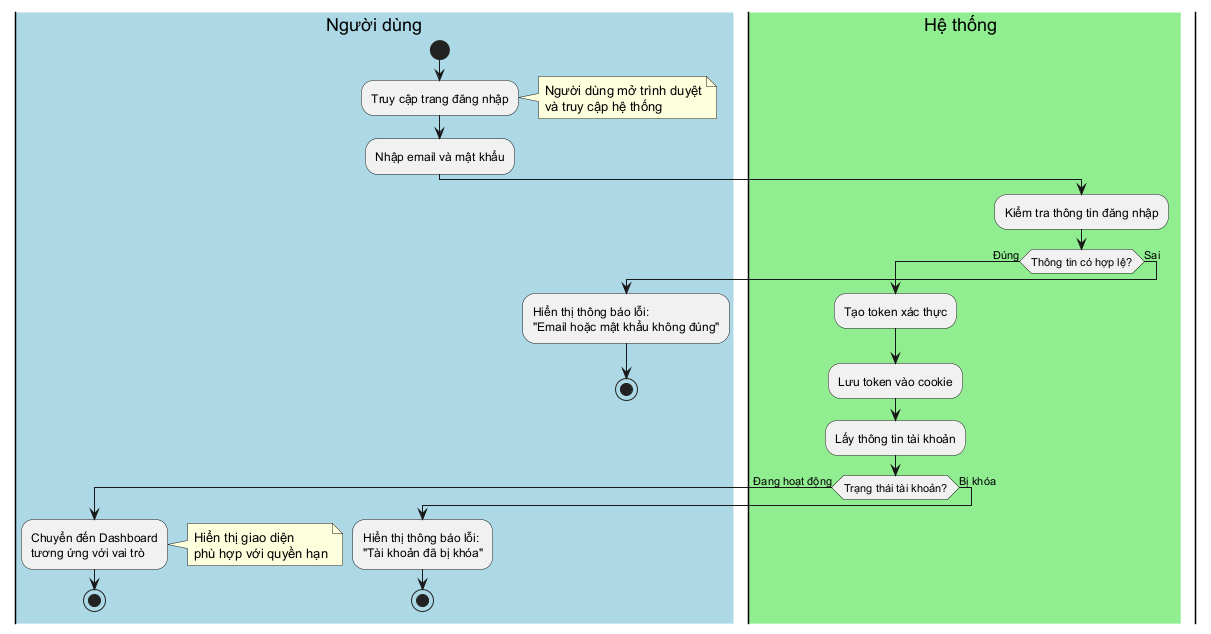 Người dùng
Hệ thống
Truy cập trang đăng nhập
Người dùng mở trình duyệt
và truy cập hệ thống
Nhập email và mật khẩu
Kiểm tra thông tin đăng nhập
Đúng
Thông tin có hợp lệ?
Sai
Hiển thị thông báo lỗi:
"Email hoặc mật khẩu không đúng"
Tạo token xác thực
Lưu token vào cookie
Lấy thông tin tài khoản
Đang hoạt động
Trạng thái tài khoản?
Bị khóa
Chuyển đến Dashboard
tương ứng với vai trò
Hiển thị giao diện
phù hợp với quyền hạn
Hiển thị thông báo lỗi:
"Tài khoản đã bị khóa"